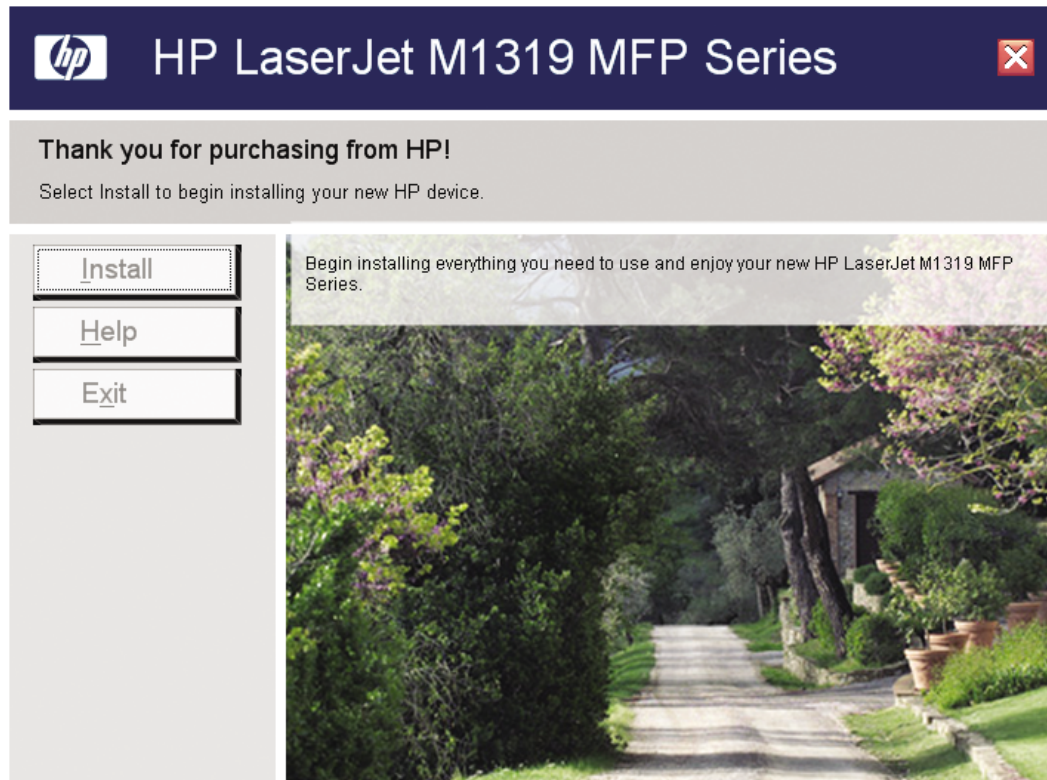 hp
HP LaserJet M1319 MFP Series
Thank you for purchasing from HP!
Select Install to begin installing your new HP device.
Install
Help
Exit
Begin installing everything you need to use and enjoy your new HP LaserJet M1319 MFP
Series.